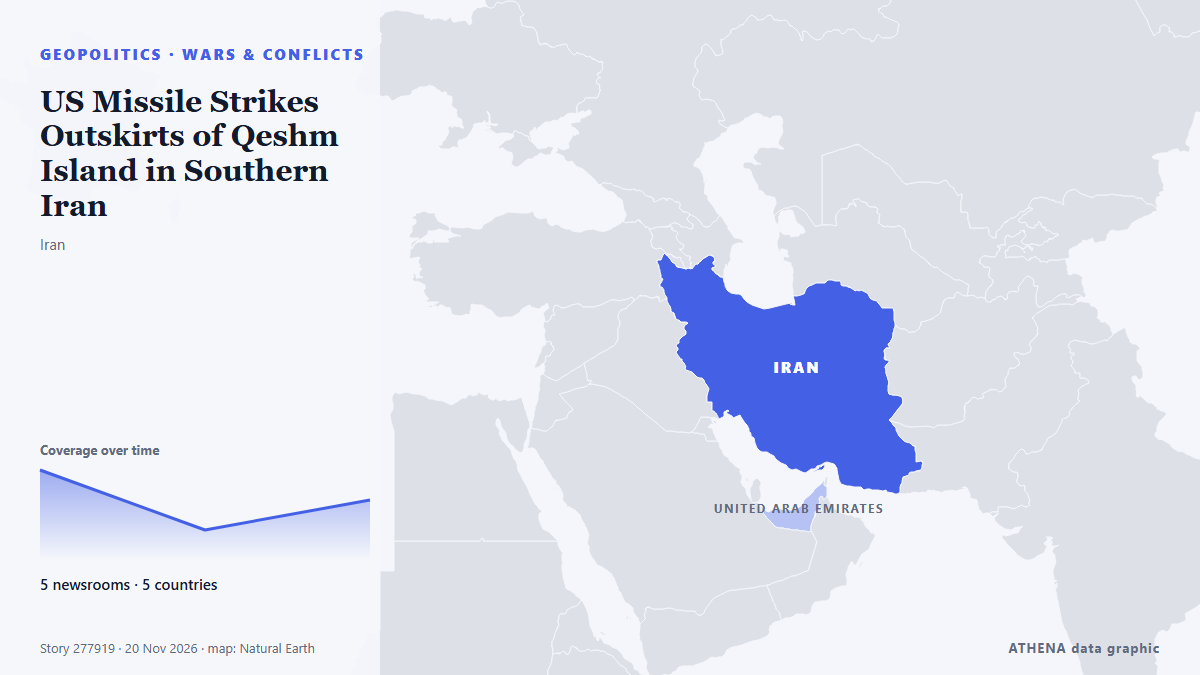 GEOPOLITICS · WARS & CONFLICTS
US Missile Strikes
Outskirts of Qeshm
Island in Southern
Iran
Iran
Coverage over time
5 newsrooms · 5 countries
Story 277919 · 20 Nov 2026 · map: Natural Earth
IRAN
UNITED ARAB EMIRATES
ATHENA data graphic